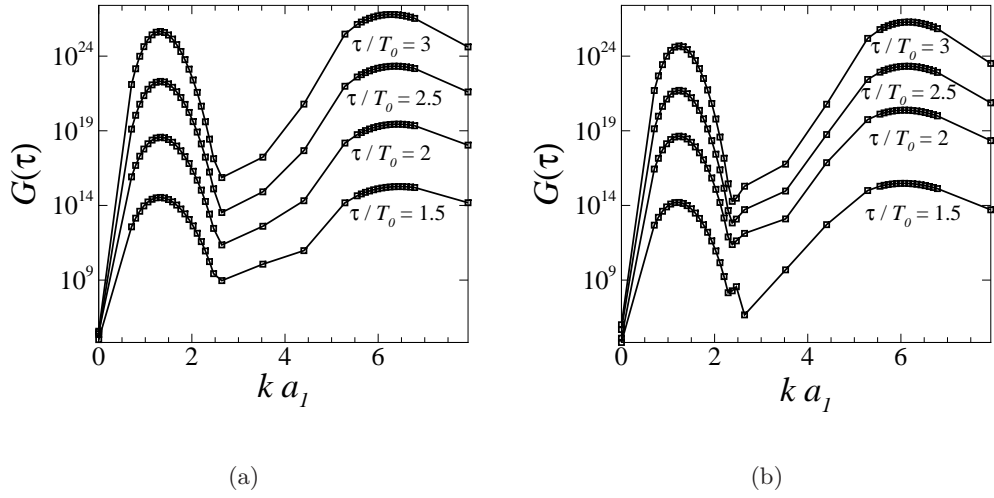 10^24
10^19
10^14
10^9
G(τ)
τ / T_0 = 3
τ / T_0 = 2.5
τ / T_0 = 2
τ / T_0 = 1.5
0 2 4 6
k a_1
(a)
10^24
10^19
10^14
10^9
G(τ)
τ / T_0 = 3
τ / T_0 = 2.5
τ / T_0 = 2
τ / T_0 = 1.5
0 2 4 6
k a_1
(b)